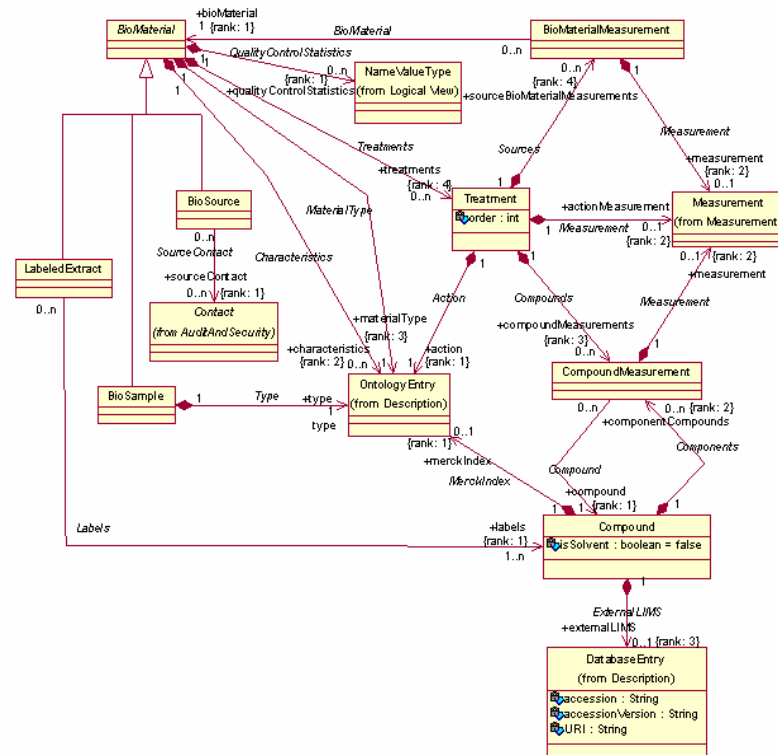 +bioMaterial
BioMaterial
1
{rank: 1}
BioMaterial
BioMaterialMeasurement
QualityControlStatistics
0..n
1
1
1
1
0..n
{rank: 1}
NameValueType
(from Logical View)
+qualityControlStatistics
0..n
{rank: 4}
+sourceBioMaterialMeasurements
1
Treatments
Sources
Measurement
+treatments
+measurement
{rank: 2}
0..1
{rank: 4}
0..n
1
Treatment
order : int
+actionMeasurement
1
Measurement
0..1
{rank: 2}
Measurement
(from Measurement)
BioSource
0..n
MaterialType
SourceContact
Characteristics
1
1
0..1
{rank: 2}
+measurement
LabeledExtract
0..n
+sourceContact
0..n
{rank: 1}
Contact
(from AuditAndSecurity)
Action
Compounds
Measurement
+materialType
{rank: 3}
+compoundMeasurements
{rank: 3}
0..n
1
+characteristics
{rank: 2}
0..n
1
+action
1
{rank: 1}
CompoundMeasurement
OntologyEntry
(from Description)
BioSample
1
Type
+type
1
type
0..n
0..n
{rank: 2}
+componentCompounds
0..1
{rank: 1}
+merckIndex
MerckIndex
Compound
Components
+compound
1
1
{rank: 1}
1
Labels
+labels
{rank: 1}
1..n
Compound
isSolvent : boolean = false
1
ExternalLIMS
+externalLIMS
0..1
{rank: 3}
DatabaseEntry
(from Description)
accession : String
accessionVersion : String
URI : String